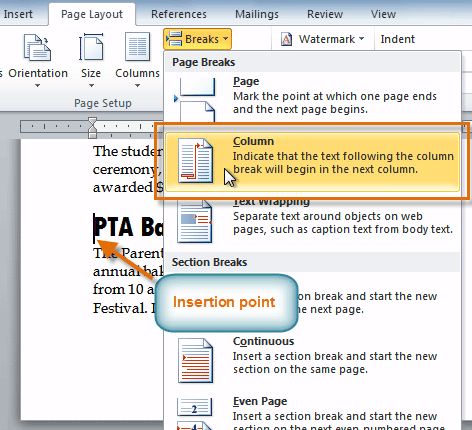 Insert Page Layout References Mailings Review View
Breaks Watermark Indent
Orientation Size Columns
Page Setup
Page Breaks
Page
Mark the point at which one page ends
and the next page begins.
Column
Indicate that the text following the column
break will begin in the next column.
Text Wrapping
Separate text around objects on web
pages, such as caption text from body text.
Section Breaks
break and start the new
the next page.
Continuous
Insert a section break and start the new
section on the same page.
Even Page
Insert a section break and start the new
section on the next even-numbered page.
The
ceremony,
awarded $
PTA
The Parent
annual
from 10 a
Festival.
Insertion point